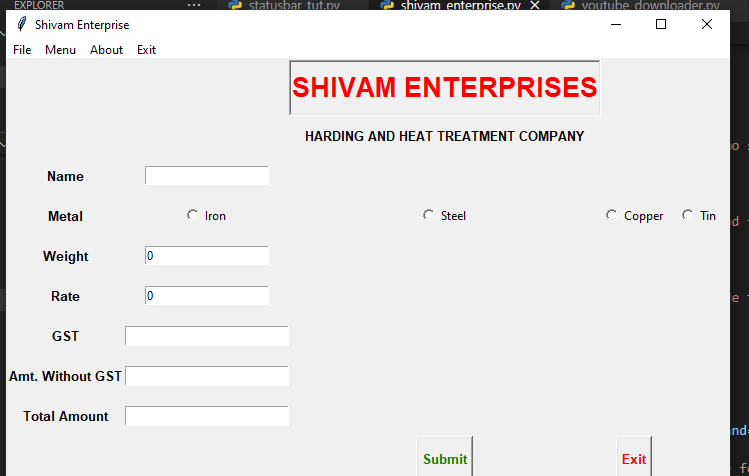 EXPLORER ... statusbar_tut.py shivam_enterprise.py youtube_downloader.py
Shivam Enterprise
File Menu About Exit
SHIVAM ENTERPRISES
HARDING AND HEAT TREATMENT COMPANY
Name
Metal Iron Steel Copper Tin
Weight 0
Rate 0
GST
Amt. Without GST
Total Amount
Submit Exit